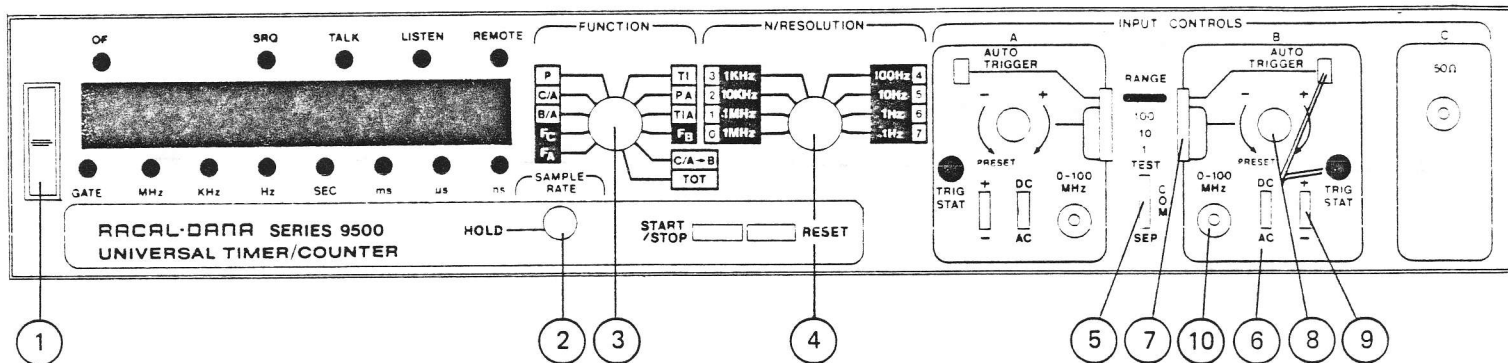 FUNCTION
N/RESOLUTION
INPUT CONTROLS
OF SRQ TALK LISTEN REMOTE
GATE MHz KHz Hz SEC ms µs ns
P
C/A
B/A
FC
FA
TI
PA
TIA
FB
C/A→B
TOT
3 1KHz
2 10KHz
1 .1MHz
0 1MHz
100Hz 4
10Hz 5
1Hz 6
.1Hz 7
SAMPLE
RATE
HOLD
RACAL-DANA SERIES 9500
UNIVERSAL TIMER/COUNTER
START
/STOP
RESET
A
AUTO
TRIGGER
- +
PRESET
TRIG
STAT
+
-
DC
AC
0-100
MHz
RANGE
100
10
1
TEST
COM
SEP
B
AUTO
TRIGGER
- +
PRESET
0-100
MHz
DC
AC
+
-
TRIG
STAT
C
50Ω
1 2 3 4 5 7 10 6 8 9